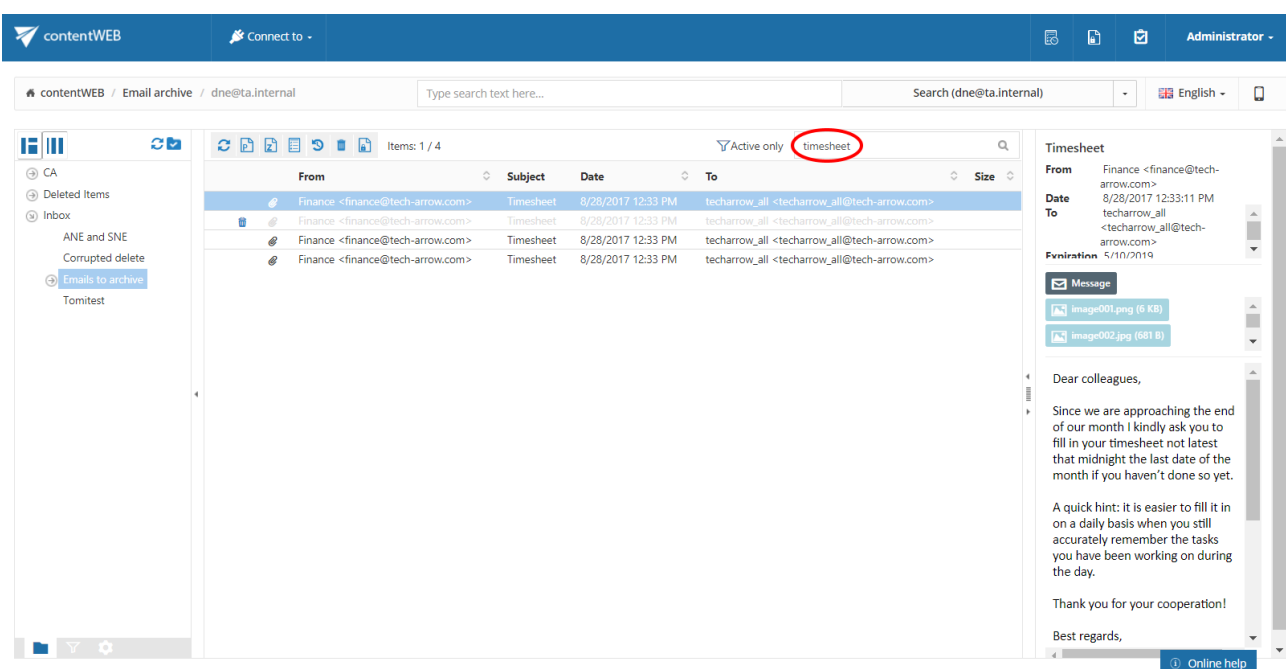 contentWEB
Connect to
Administrator
contentWEB / Email archive / dne@ta.internal
Type search text here...
Search (dne@ta.internal)
English
CA
Deleted Items
Inbox
ANE and SNE
Corrupted delete
Emails to archive
Tomitest
Items: 1 / 4
Active only
timesheet
From Subject Date To Size
Finance <finance@tech-arrow.com> Timesheet 8/28/2017 12:33 PM techarrow_all <techarrow_all@tech-arrow.com>
Finance <finance@tech-arrow.com> Timesheet 8/28/2017 12:33 PM techarrow_all <techarrow_all@tech-arrow.com>
Finance <finance@tech-arrow.com> Timesheet 8/28/2017 12:33 PM techarrow_all <techarrow_all@tech-arrow.com>
Finance <finance@tech-arrow.com> Timesheet 8/28/2017 12:33 PM techarrow_all <techarrow_all@tech-arrow.com>
Timesheet
From Finance <finance@tech-
arrow.com>
Date 8/28/2017 12:33:11 PM
To techarrow_all
<techarrow_all@tech-
arrow.com>
Expiration 5/10/2019
Message
image001.png (6 KB)
image002.jpg (681 B)
Dear colleagues,
Since we are approaching the end
of our month I kindly ask you to
fill in your timesheet not latest
that midnight the last date of the
month if you haven't done so yet.
A quick hint: it is easier to fill it in
on a daily basis when you still
accurately remember the tasks
you have been working on during
the day.
Thank you for your cooperation!
Best regards,
Online help